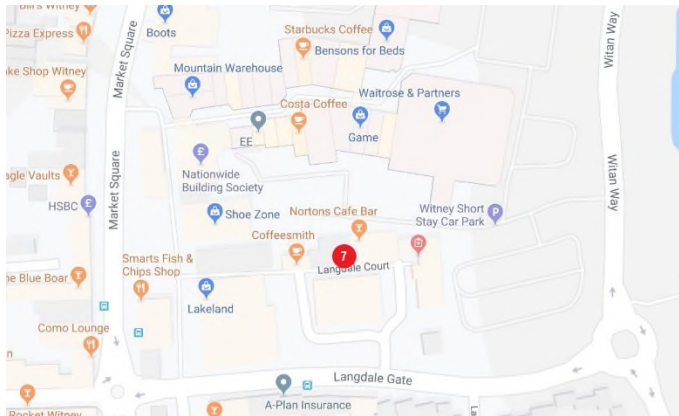 Bill's Witney
Pizza Express
Boots
Market Square
Starbucks Coffee
Bensons for Beds
Witan Way
ake Shop Witney
Mountain Warehouse
Waitrose & Partners
Costa Coffee
EE
Game
Market Square
Witan Way
agle Vaults
Nationwide
Building Society
HSBC
£
£
Shoe Zone
Nortons Cafe Bar
Witney Short
Stay Car Park
P
Coffeesmith
7
Langdale Court
Smarts Fish &
Chips Shop
he Blue Boar
Lakeland
Como Lounge
n
Langdale Gate
A-Plan Insurance
Rocket Witney
La